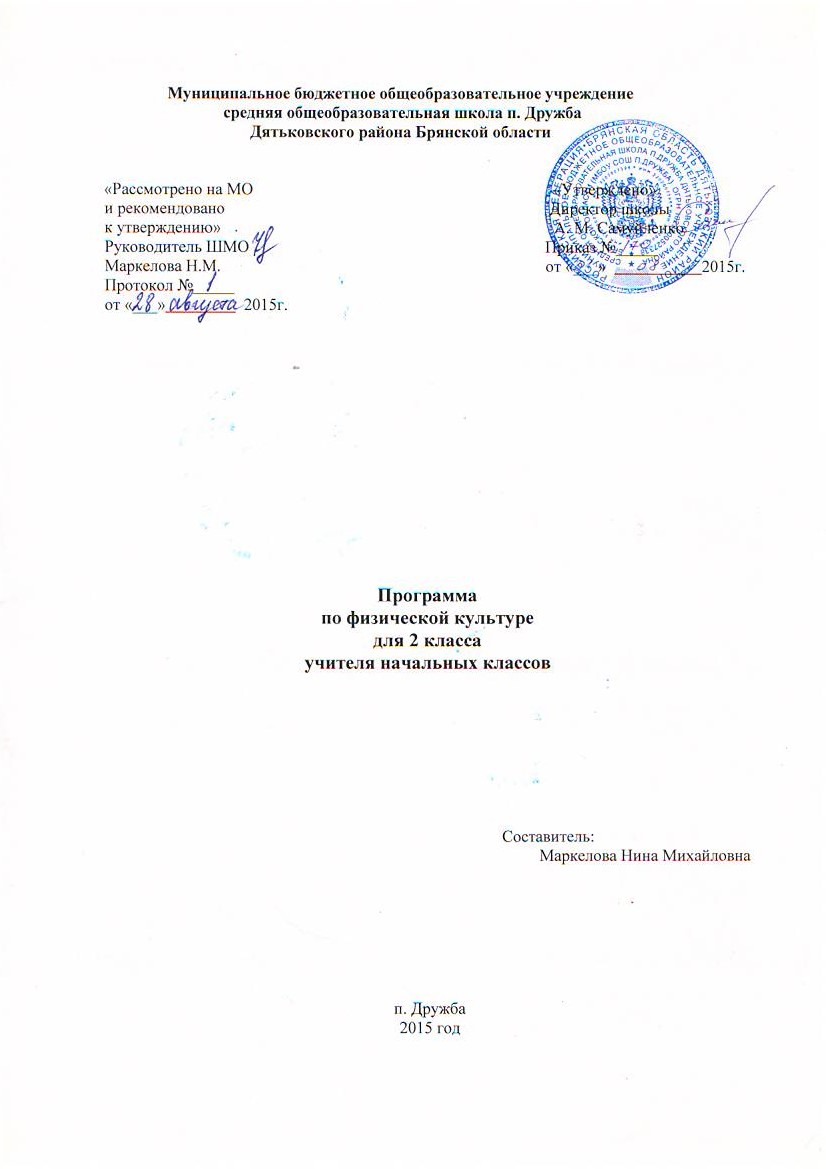 Муниципальное бюджетное общеобразовательное учреждение
средняя общеобразовательная школа п. Дружба
Дятьковского района Брянской области
«Рассмотрено на МО
и рекомендовано
к утверждению»
Руководитель ШМО
Маркелова Н.М.
Протокол № 1
от «28» августа 2015г.
«Утверждено»
Директор школы
Приказ №
от « » 2015г.
Программа
по физической культуре
для 2 класса
учителя начальных классов
Составитель:
Маркелова Нина Михайловна
п. Дружба
2015 год